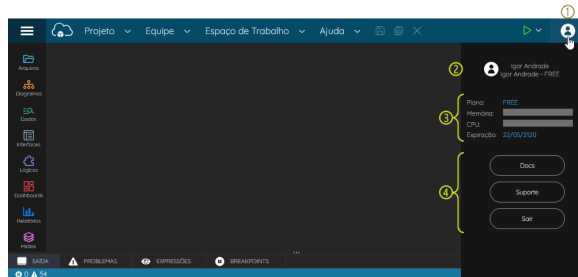 1
Projeto Equipe Espaço de Trabalho Ajuda
Arquivos
Diagramas
Dados
Interfaces
Lógicas
Dashboards
Relatórios
Meios
2
Igor Andrade
Igor Andrade - FREE
3
Plano: FREE
Memória:
CPU:
Expiração: 22/05/2120
4
Docs
Suporte
Sair
SAÍDA PROBLEMAS EXPRESSÕES BREAKPOINTS
0 54